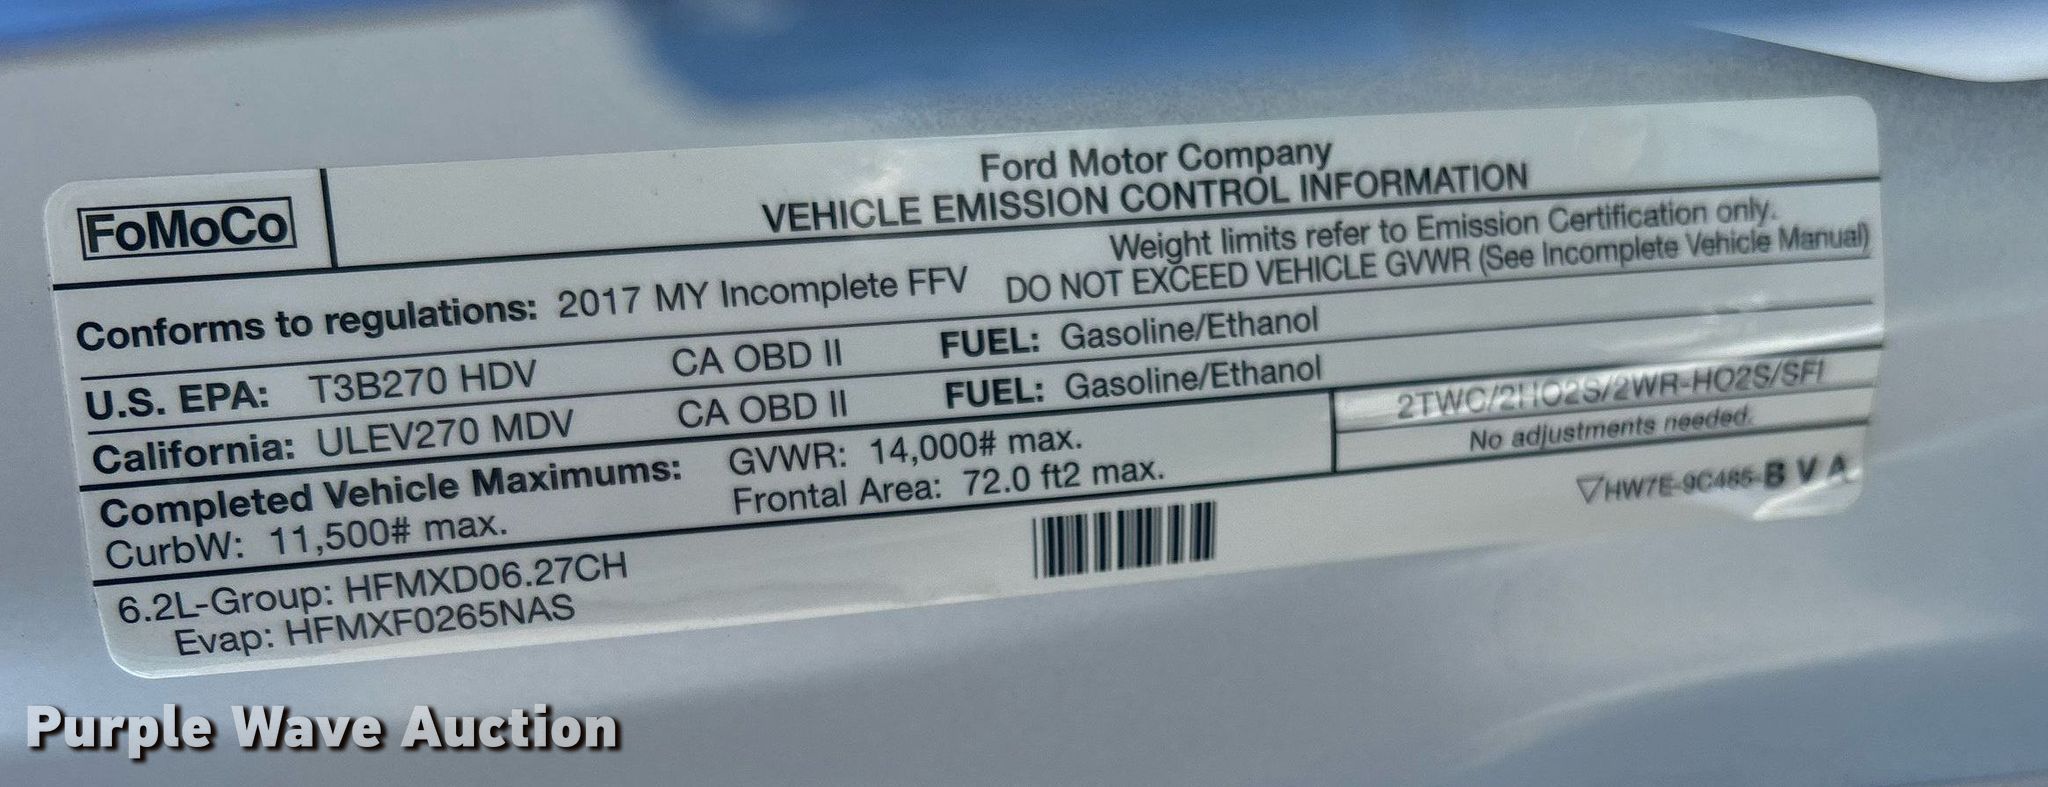 FoMoCo
Ford Motor Company
VEHICLE EMISSION CONTROL INFORMATION
Conforms to regulations: 2017 MY Incomplete FFV
Weight limits refer to Emission Certification only.
DO NOT EXCEED VEHICLE GVWR (See Incomplete Vehicle Manual)
U.S. EPA: T3B270 HDV CA OBD II FUEL: Gasoline/Ethanol
California: ULEV270 MDV CA OBD II FUEL: Gasoline/Ethanol
Completed Vehicle Maximums: GVWR: 14,000# max.
CurbW: 11,500# max. Frontal Area: 72.0 ft2 max.
2TWC/2HO2S/2WR-HO2S/SFI
No adjustments needed.
6.2L-Group: HFMXD06.27CH
Evap: HFMXF0265NAS
▽HW7E-9C485-B V A
Purple Wave Auction